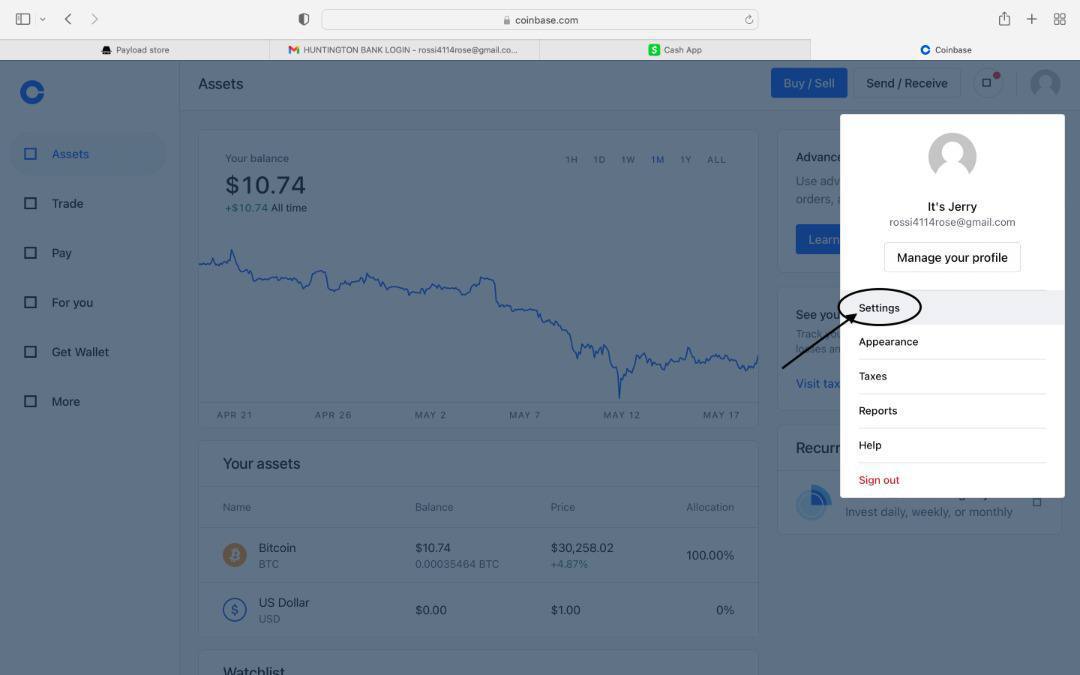 coinbase.com
Payload store
HUNTINGTON BANK LOGIN - rossi4114rose@gmail.co...
Cash App
Coinbase
Assets
Buy / Sell
Send / Receive
Assets
Trade
Pay
For you
Get Wallet
More
Your balance
$10.74
+$10.74 All time
1H 1D 1W 1M 1Y ALL
APR 21 APR 26 MAY 2 MAY 7 MAY 12 MAY 17
Your assets
Name Balance Price Allocation
Bitcoin $10.74 $30,258.02 100.00%
BTC 0.00035464 BTC +4.87%
US Dollar $0.00 $1.00 0%
USD
Watchlist
Advance
Use adv
orders, a
Learn
See you
Track you
losses an
Visit tax
Recurr
Invest daily, weekly, or monthly
It's Jerry
rossi4114rose@gmail.com
Manage your profile
Settings
Appearance
Taxes
Reports
Help
Sign out